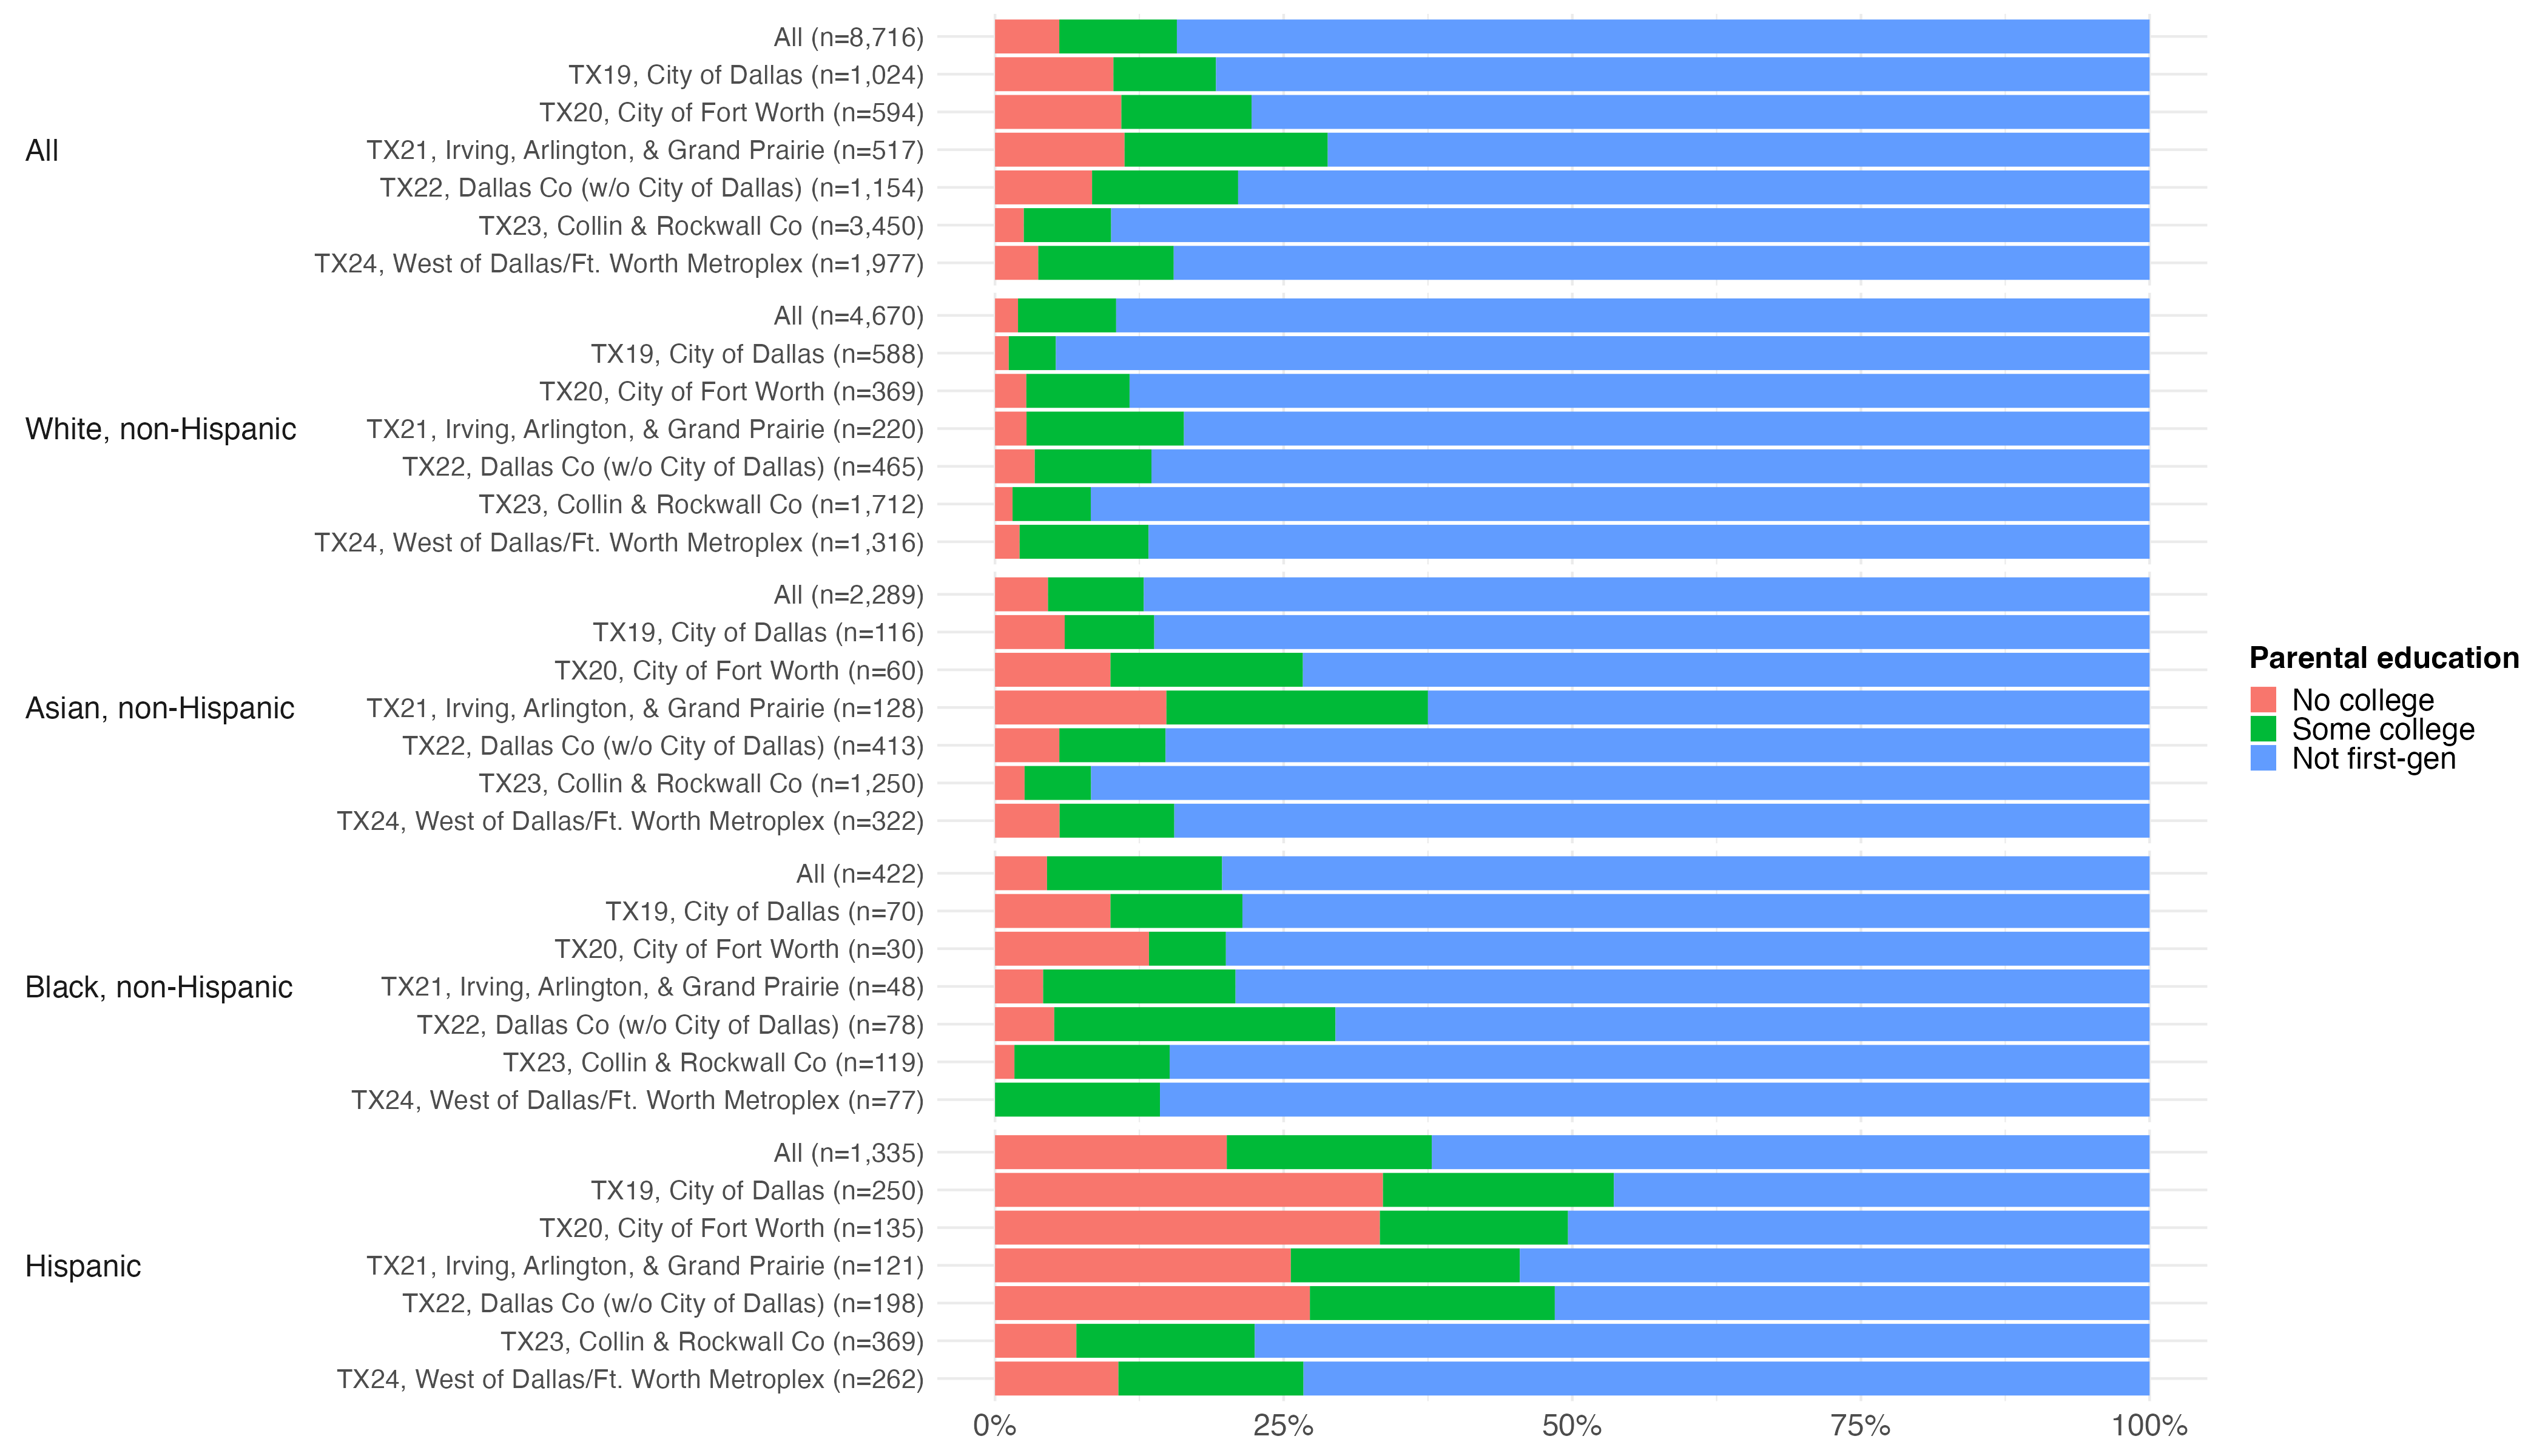 All
All (n=8,716)
TX19, City of Dallas (n=1,024)
TX20, City of Fort Worth (n=594)
TX21, Irving, Arlington, & Grand Prairie (n=517)
TX22, Dallas Co (w/o City of Dallas) (n=1,154)
TX23, Collin & Rockwall Co (n=3,450)
TX24, West of Dallas/Ft. Worth Metroplex (n=1,977)
White, non-Hispanic
All (n=4,670)
TX19, City of Dallas (n=588)
TX20, City of Fort Worth (n=369)
TX21, Irving, Arlington, & Grand Prairie (n=220)
TX22, Dallas Co (w/o City of Dallas) (n=465)
TX23, Collin & Rockwall Co (n=1,712)
TX24, West of Dallas/Ft. Worth Metroplex (n=1,316)
Asian, non-Hispanic
All (n=2,289)
TX19, City of Dallas (n=116)
TX20, City of Fort Worth (n=60)
TX21, Irving, Arlington, & Grand Prairie (n=128)
TX22, Dallas Co (w/o City of Dallas) (n=413)
TX23, Collin & Rockwall Co (n=1,250)
TX24, West of Dallas/Ft. Worth Metroplex (n=322)
Black, non-Hispanic
All (n=422)
TX19, City of Dallas (n=70)
TX20, City of Fort Worth (n=30)
TX21, Irving, Arlington, & Grand Prairie (n=48)
TX22, Dallas Co (w/o City of Dallas) (n=78)
TX23, Collin & Rockwall Co (n=119)
TX24, West of Dallas/Ft. Worth Metroplex (n=77)
Hispanic
All (n=1,335)
TX19, City of Dallas (n=250)
TX20, City of Fort Worth (n=135)
TX21, Irving, Arlington, & Grand Prairie (n=121)
TX22, Dallas Co (w/o City of Dallas) (n=198)
TX23, Collin & Rockwall Co (n=369)
TX24, West of Dallas/Ft. Worth Metroplex (n=262)
0% 25% 50% 75% 100%
Parental education
No college
Some college
Not first-gen